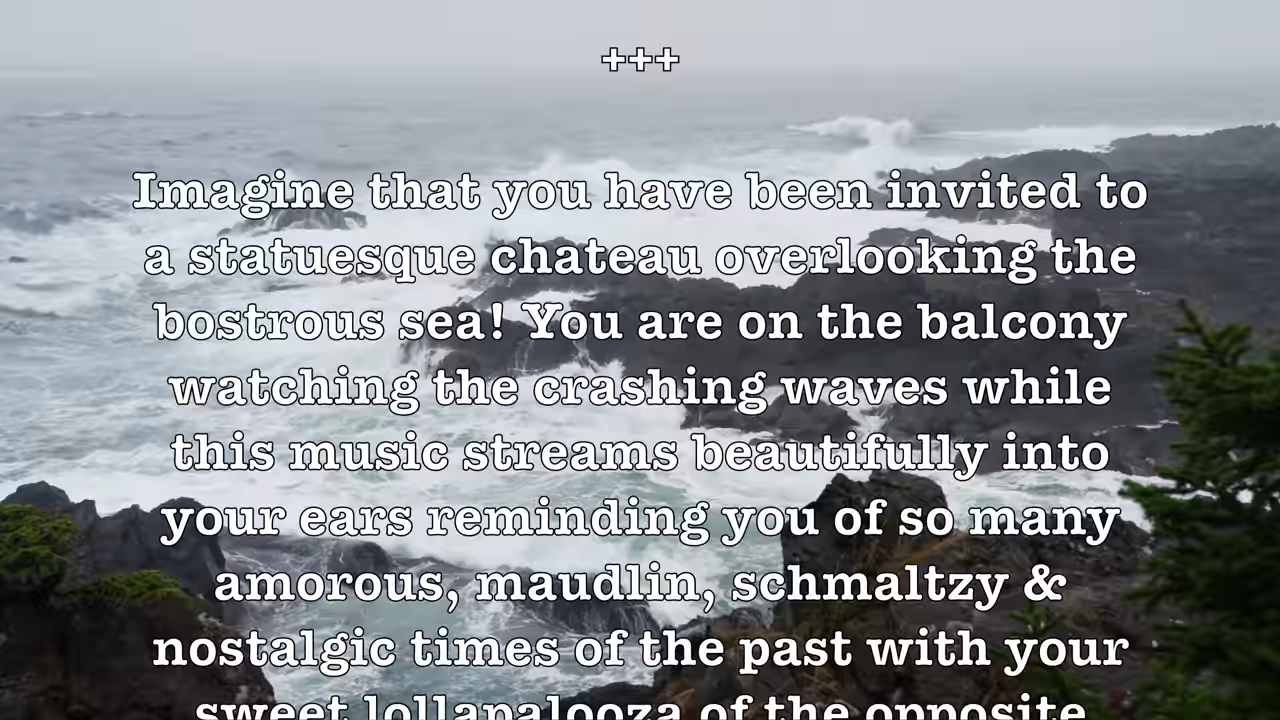 +++
Imagine that you have been invited to
a statuesque chateau overlooking the
bostrous sea! You are on the balcony
watching the crashing waves while
this music streams beautifully into
your ears reminding you of so many
amorous, maudlin, schmaltzy &
nostalgic times of the past with your
sweet lollapalooza of the opposite